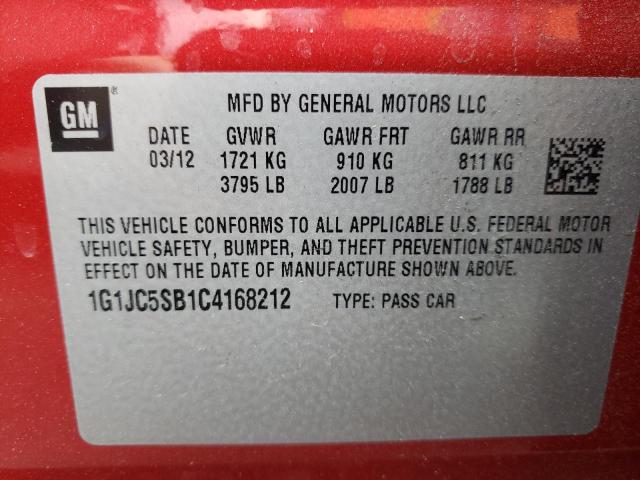 GM®
MFD BY GENERAL MOTORS LLC
DATE GVWR GAWR FRT GAWR RR
03/12 1721 KG 910 KG 811 KG
3795 LB 2007 LB 1788 LB
THIS VEHICLE CONFORMS TO ALL APPLICABLE U.S. FEDERAL MOTOR
VEHICLE SAFETY, BUMPER, AND THEFT PREVENTION STANDARDS IN
EFFECT ON THE DATE OF MANUFACTURE SHOWN ABOVE.
1G1JC5SB1C4168212 TYPE: PASS CAR